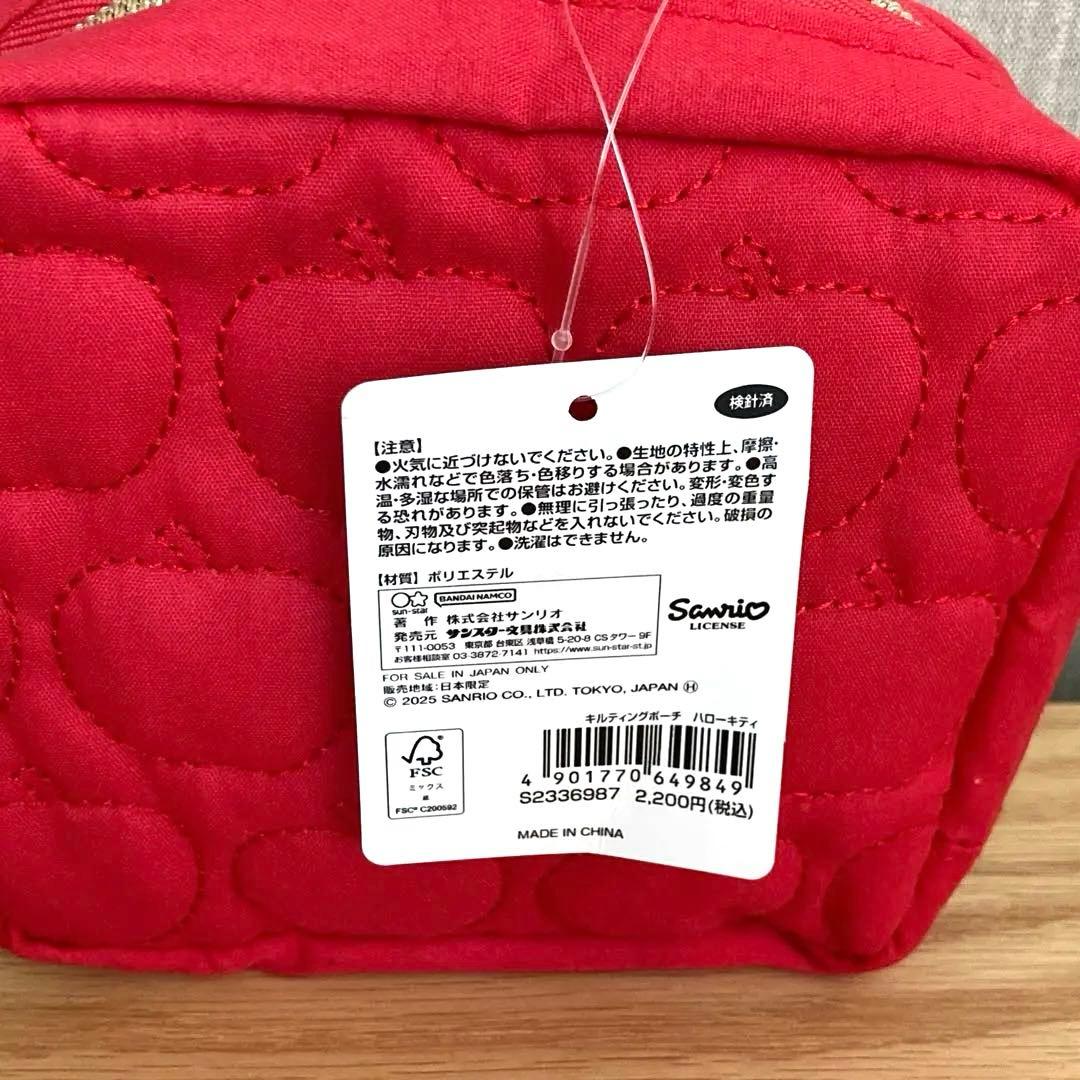 検針済
【注意】
●火気に近づけないでください。●生地の特性上、摩擦・
水濡れなどで色落ち・色移りする場合があります。●高
温・多湿な場所での保管はお避けください。変形・変色す
る恐れがあります。●無理に引っ張ったり、過度の重量
物、刃物及び突起物などを入れないでください。破損の
原因になります。●洗濯はできません。
【材質】ポリエステル
sun-star BANDAI NAMCO
著 作 株式会社サンリオ
発売元 サンスター文具株式会社
〒111-0053 東京都 台東区 浅草橋 5-20-8 CSタワー 9F
お客様相談室 03-3872-7141 https://www.sun-star-st.jp
Sanrio
LICENSE
FOR SALE IN JAPAN ONLY
販売地域：日本限定
© 2025 SANRIO CO., LTD. TOKYO, JAPAN Ⓗ
FSC
ミックス
紙
FSC® C200592
キルティングポーチ ハローキティ
4 901770 649849
S2336987 2,200円(税込)
MADE IN CHINA